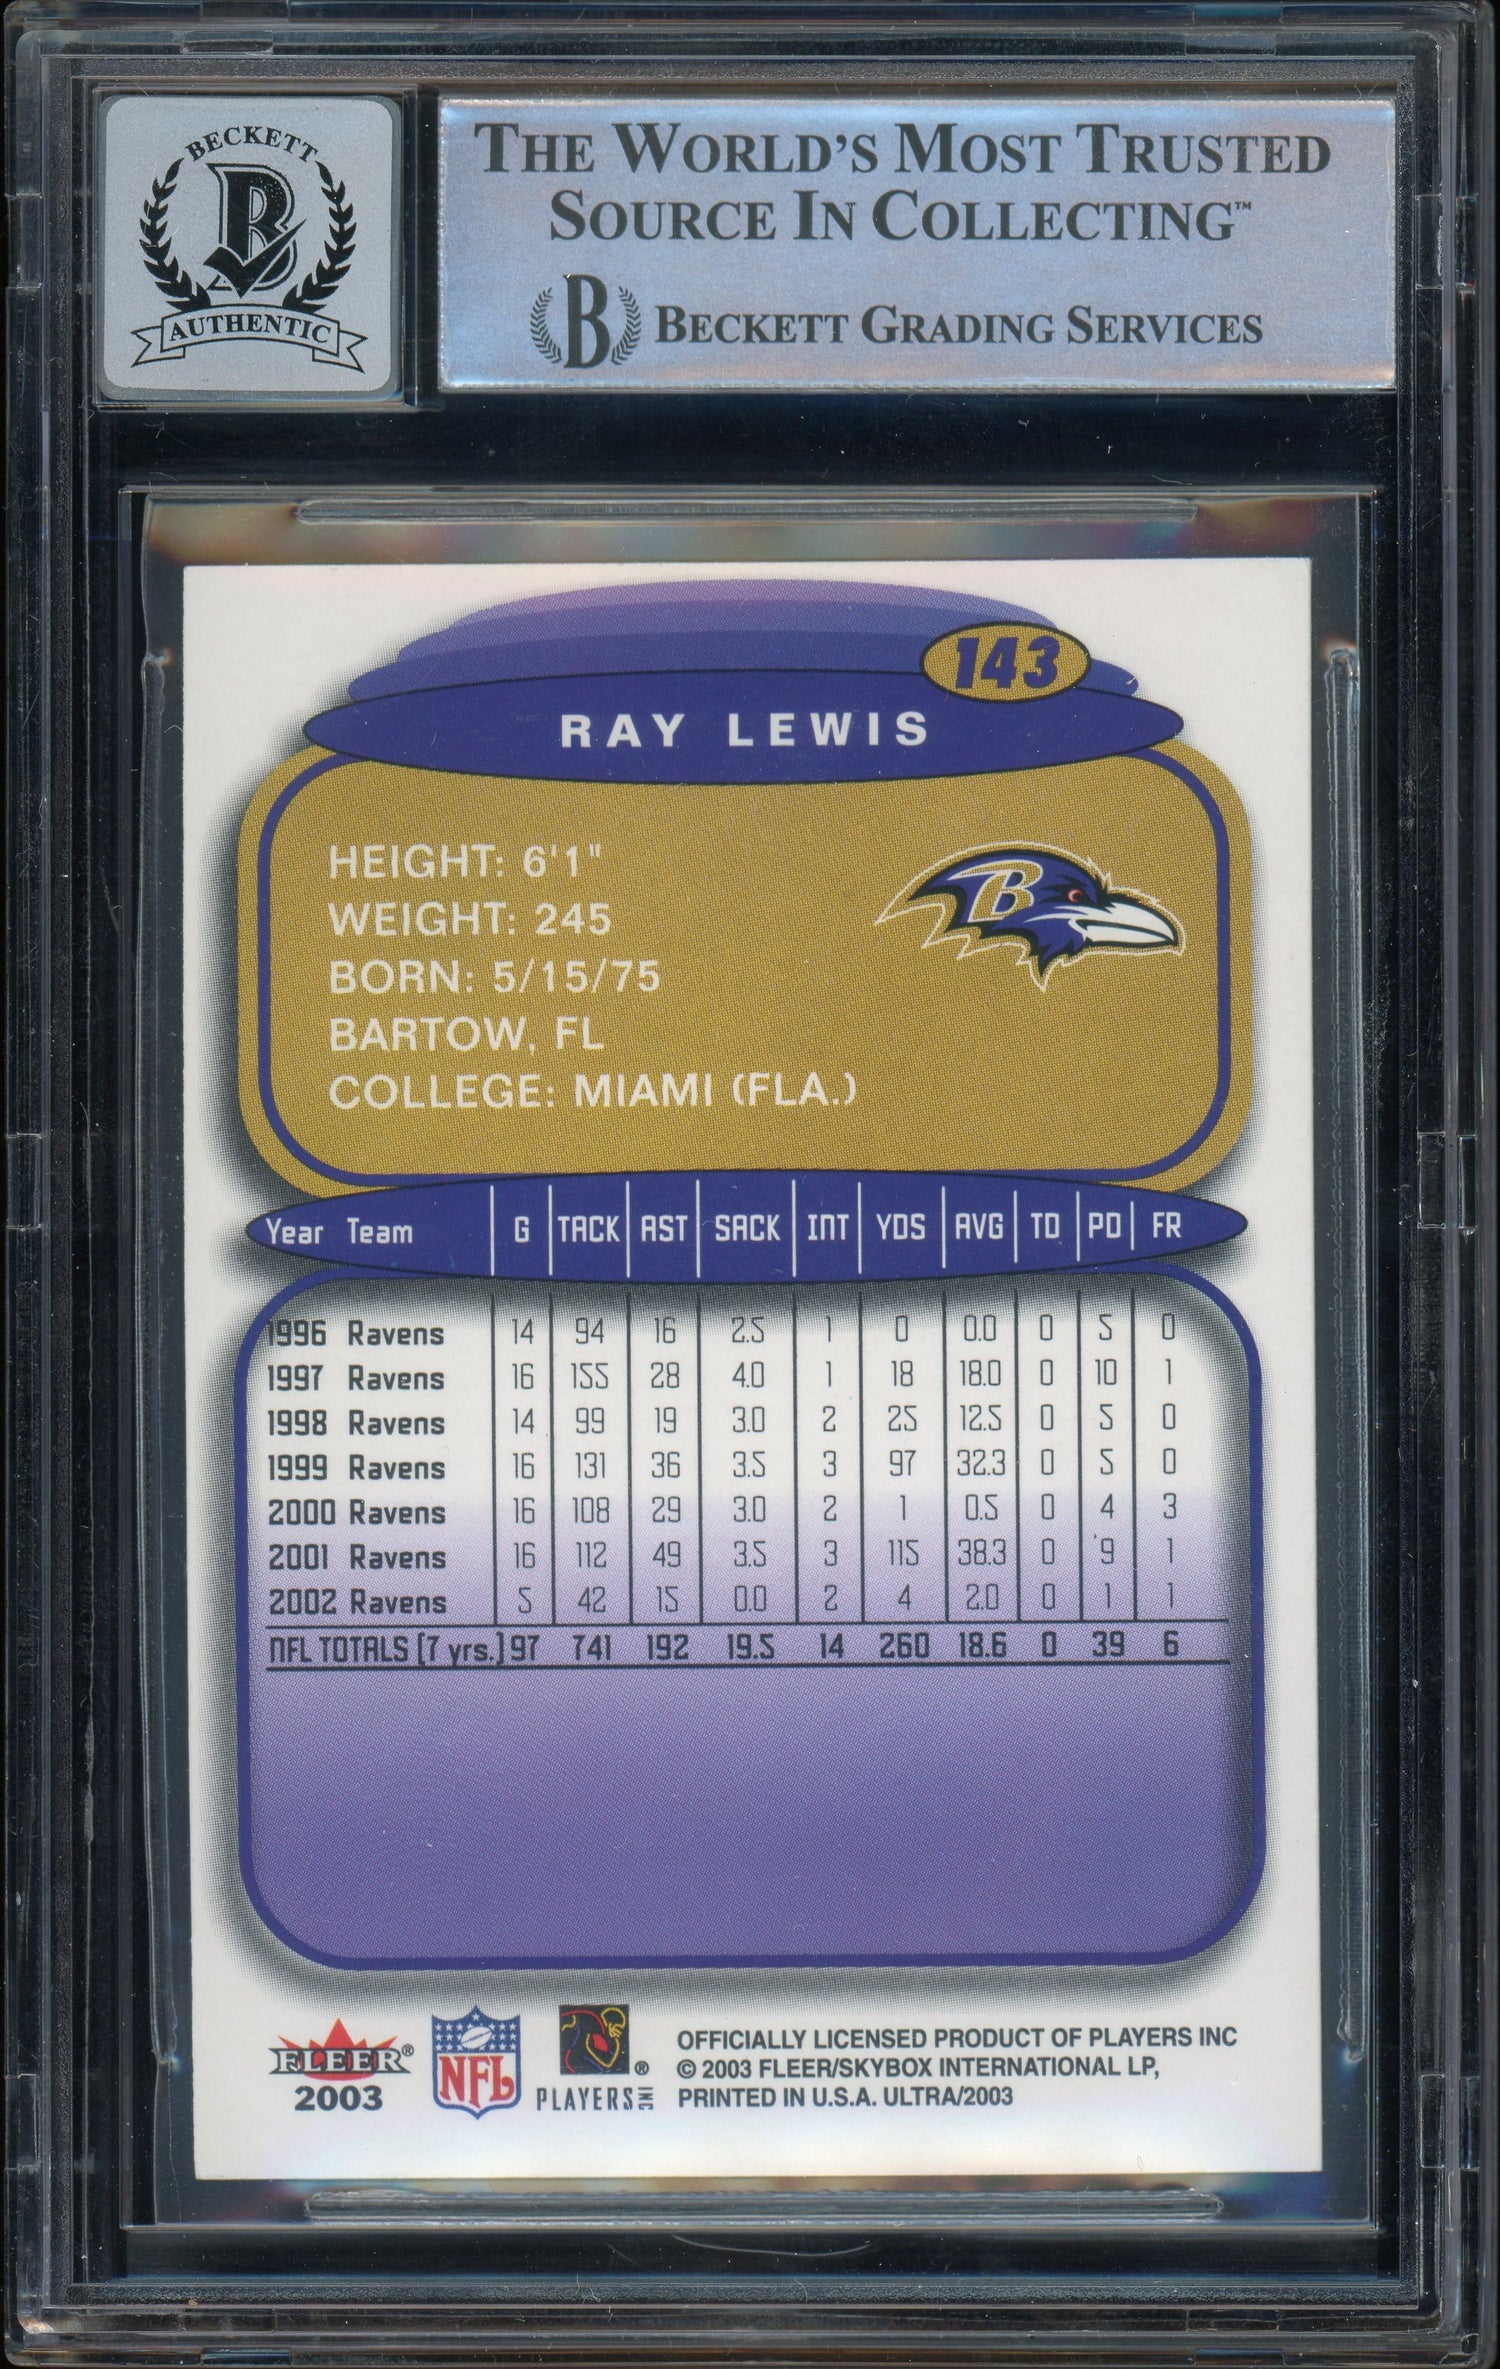 BECKETT
B
AUTHENTIC
THE WORLD'S MOST TRUSTED
SOURCE IN COLLECTING™
B BECKETT GRADING SERVICES
143
RAY LEWIS
HEIGHT: 6'1"
WEIGHT: 245
BORN: 5/15/75
BARTOW, FL
COLLEGE: MIAMI (FLA.)
B
Year Team G TACK AST SACK INT YDS AVG TD PD FR
1996 Ravens 14 94 16 2.5 1 0 0.0 0 5 0
1997 Ravens 16 155 28 4.0 1 18 18.0 0 10 1
1998 Ravens 14 99 19 3.0 2 25 12.5 0 5 0
1999 Ravens 16 131 36 3.5 3 97 32.3 0 5 0
2000 Ravens 16 108 29 3.0 2 1 0.5 0 4 3
2001 Ravens 16 112 49 3.5 3 115 38.3 0 9 1
2002 Ravens 5 42 15 0.0 2 4 2.0 0 1 1
NFL TOTALS [7 yrs.] 97 741 192 19.5 14 260 18.6 0 39 6
FLEER®
2003
NFL
®
PLAYERS INC
OFFICIALLY LICENSED PRODUCT OF PLAYERS INC
© 2003 FLEER/SKYBOX INTERNATIONAL LP,
PRINTED IN U.S.A. ULTRA/2003